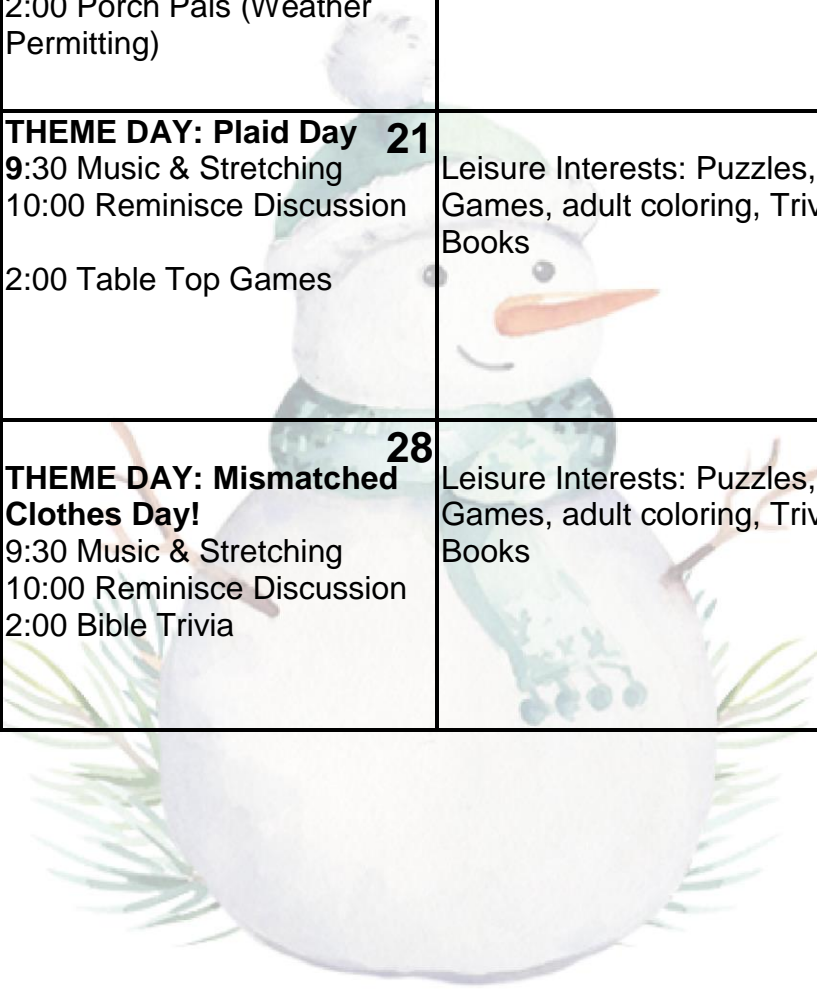 2:00 Porch Pals (Weather
Permitting)
THEME DAY: Plaid Day 21
9:30 Music & Stretching
10:00 Reminisce Discussion
2:00 Table Top Games
Leisure Interests: Puzzles,
Games, adult coloring,
Books
28
THEME DAY: Mismatched
Clothes Day!
9:30 Music & Stretching
10:00 Reminisce Discussion
2:00 Bible Trivia
Leisure Interests: Puzzles,
Games, adult coloring,
Books